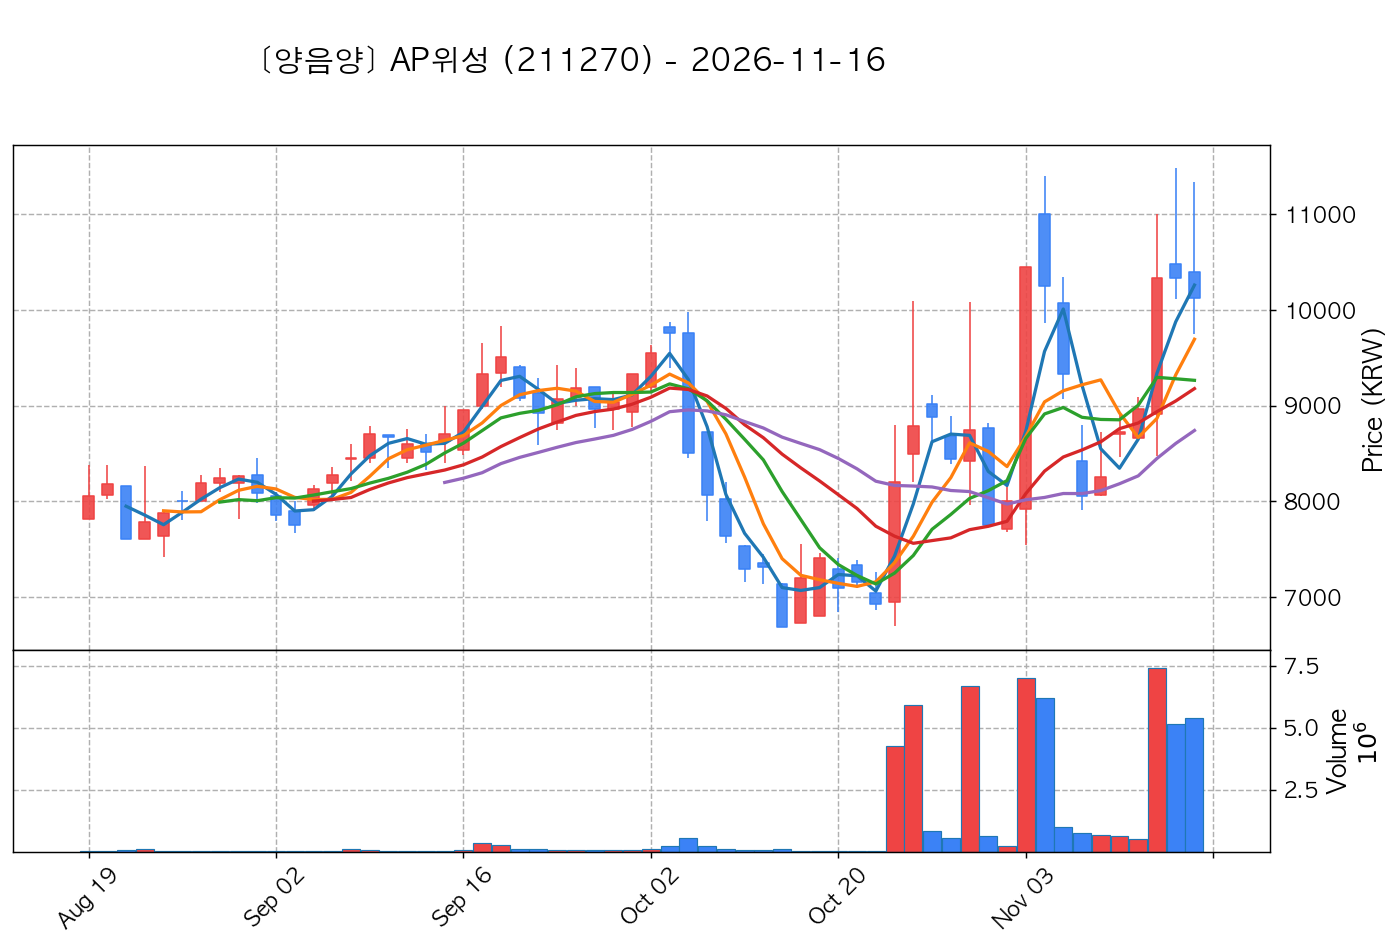 〔양음양〕 AP위성 (211270) - 2026-11-16
11000
10000
9000
8000
7000
Price (KRW)
7.5
5.0
2.5
Volume
10⁶
Aug 19
Sep 02
Sep 16
Oct 02
Oct 20
Nov 03